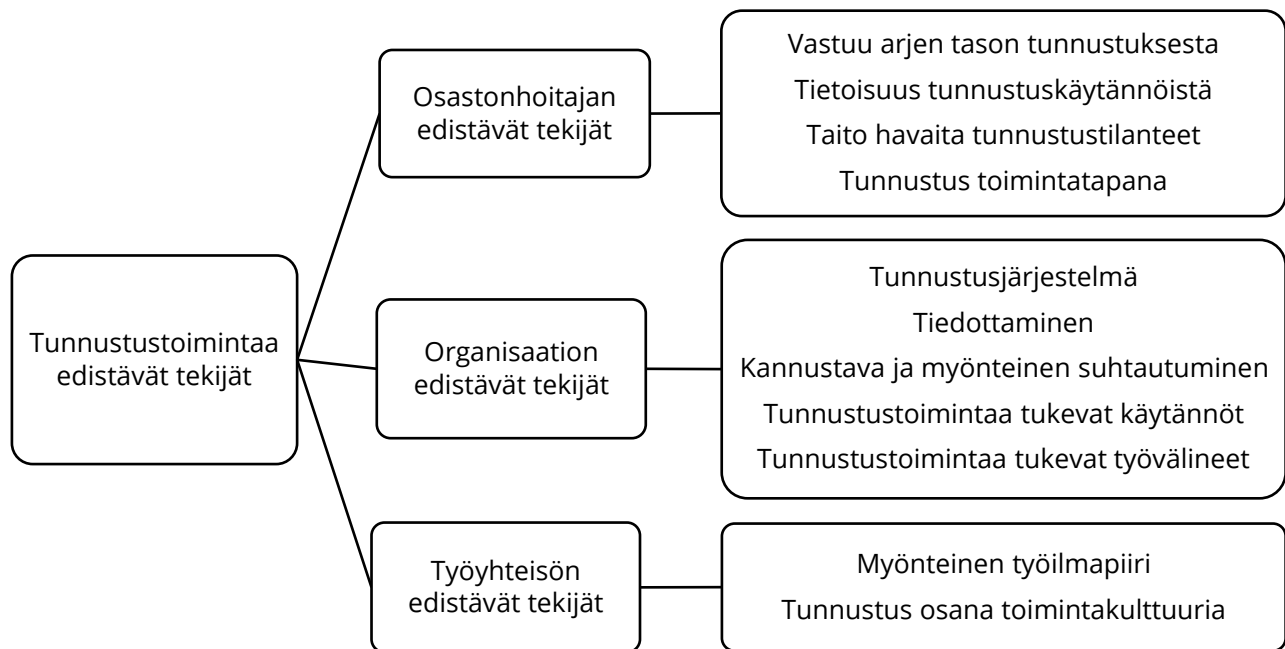 Tunnustustoimintaa
edistävät tekijät
Osastonhoitajan
edistävät tekijät
Vastuu arjen tason tunnustuksesta
Tietoisuus tunnustuskäytännöistä
Taito havaita tunnustustilanteet
Tunnustus toimintatapana
Organisaation
edistävät tekijät
Tunnustusjärjestelmä
Tiedottaminen
Kannustava ja myönteinen suhtautuminen
Tunnustustoimintaa tukevat käytännöt
Tunnustustoimintaa tukevat työvälineet
Työyhteisön
edistävät tekijät
Myönteinen työilmapiiri
Tunnustus osana toimintakulttuuria